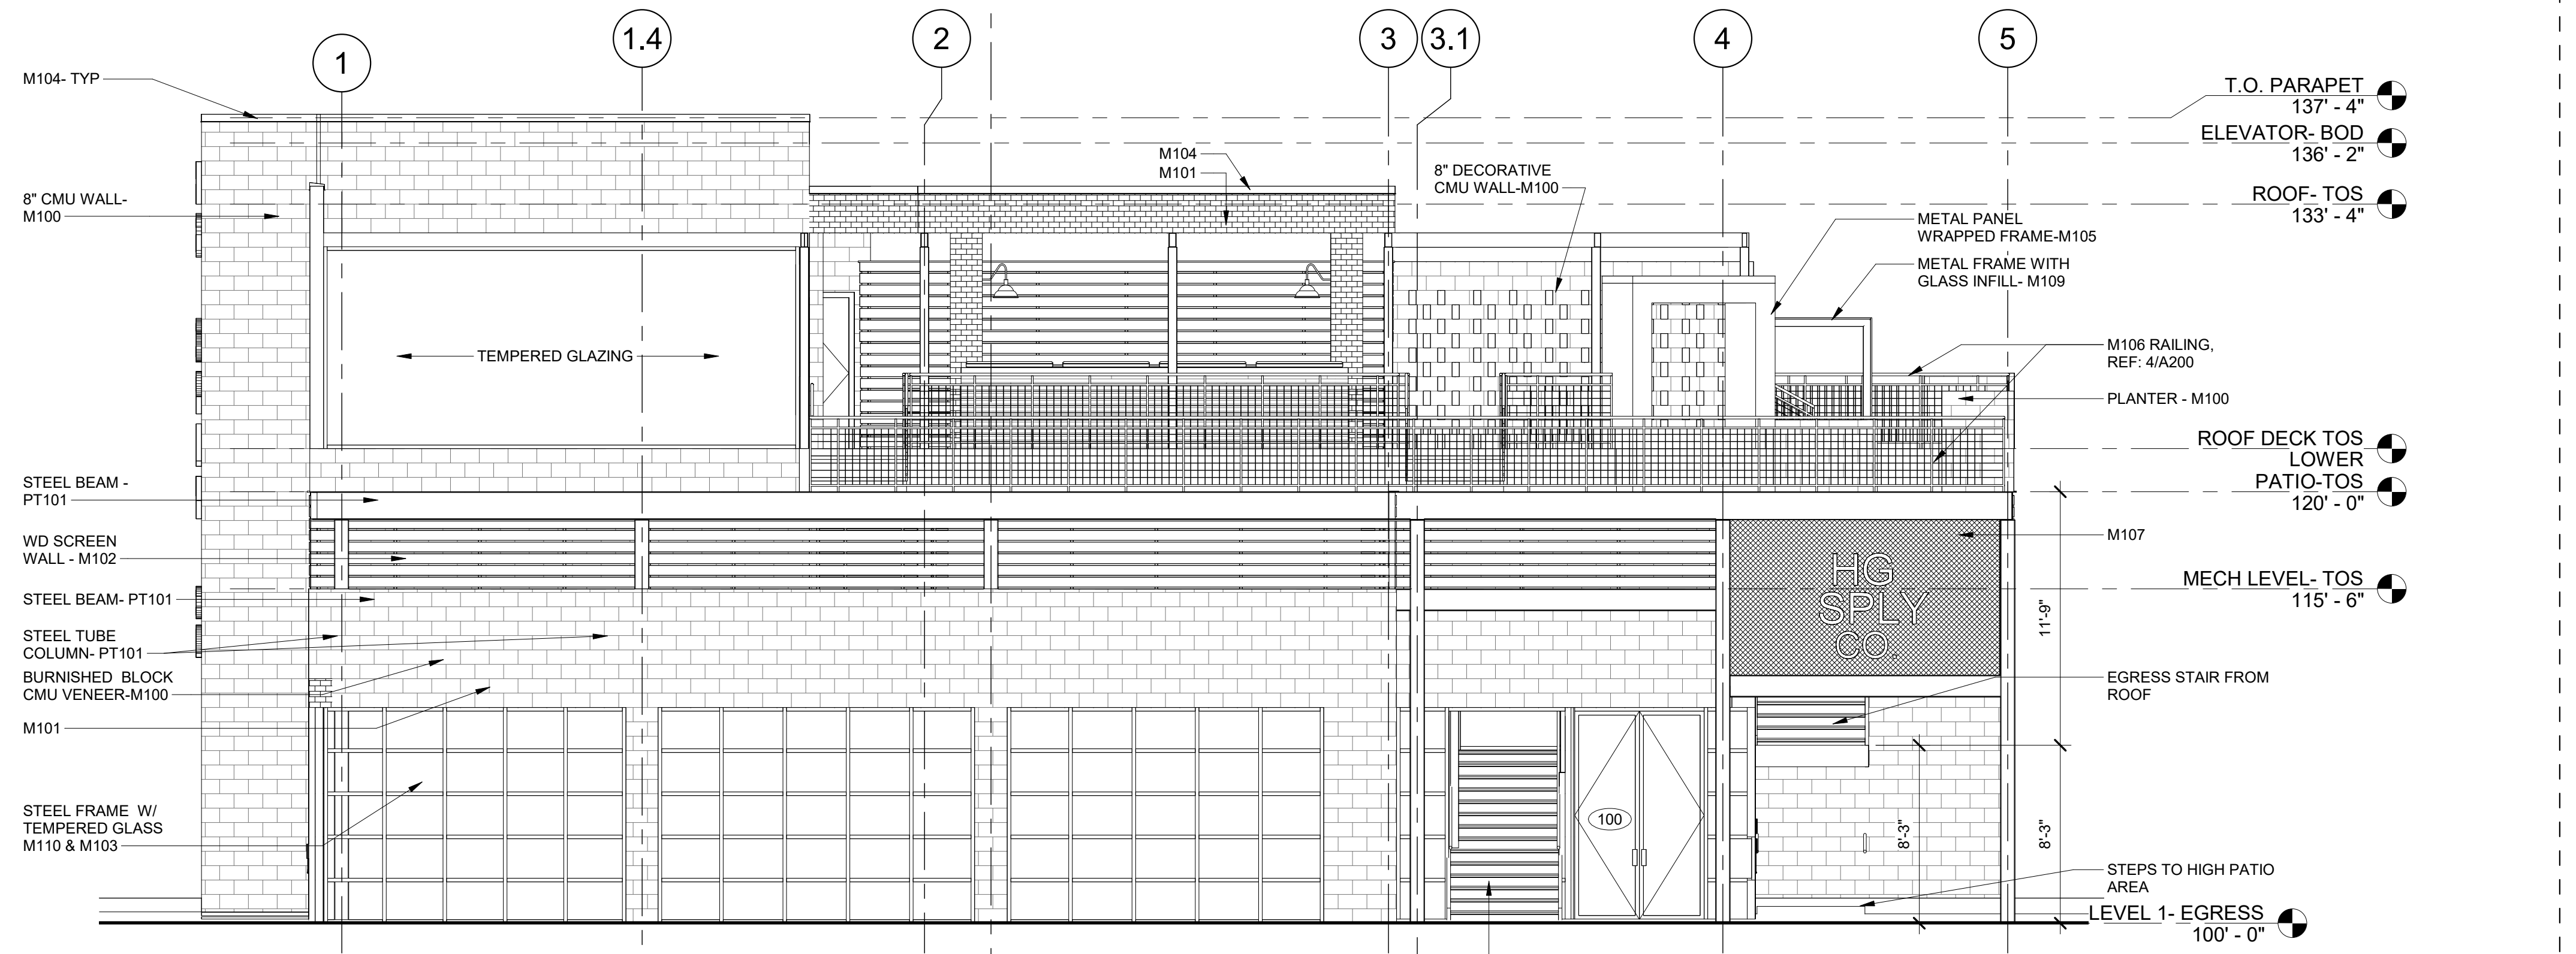 1
1.4
2
3
3.1
4
5
M104- TYP
8" CMU WALL-
M100
STEEL BEAM -
PT101
WD SCREEN
WALL - M102
STEEL BEAM- PT101
STEEL TUBE
COLUMN- PT101
BURNISHED BLOCK
CMU VENEER-M100
M101
STEEL FRAME W/
TEMPERED GLASS
M110 & M103
TEMPERED GLAZING
M104
M101
8" DECORATIVE
CMU WALL-M100
METAL PANEL
WRAPPED FRAME-M105
METAL FRAME WITH
GLASS INFILL- M109
M106 RAILING,
REF: 4/A200
PLANTER - M100
M107
HG
SPLY
CO.
EGRESS STAIR FROM
ROOF
100
8'-3"
11'-9"
8'-3"
STEPS TO HIGH PATIO
AREA
T.O. PARAPET
137' - 4"
ELEVATOR- BOD
136' - 2"
ROOF- TOS
133' - 4"
ROOF DECK TOS
LOWER
PATIO-TOS
120' - 0"
MECH LEVEL- TOS
115' - 6"
LEVEL 1- EGRESS
100' - 0"